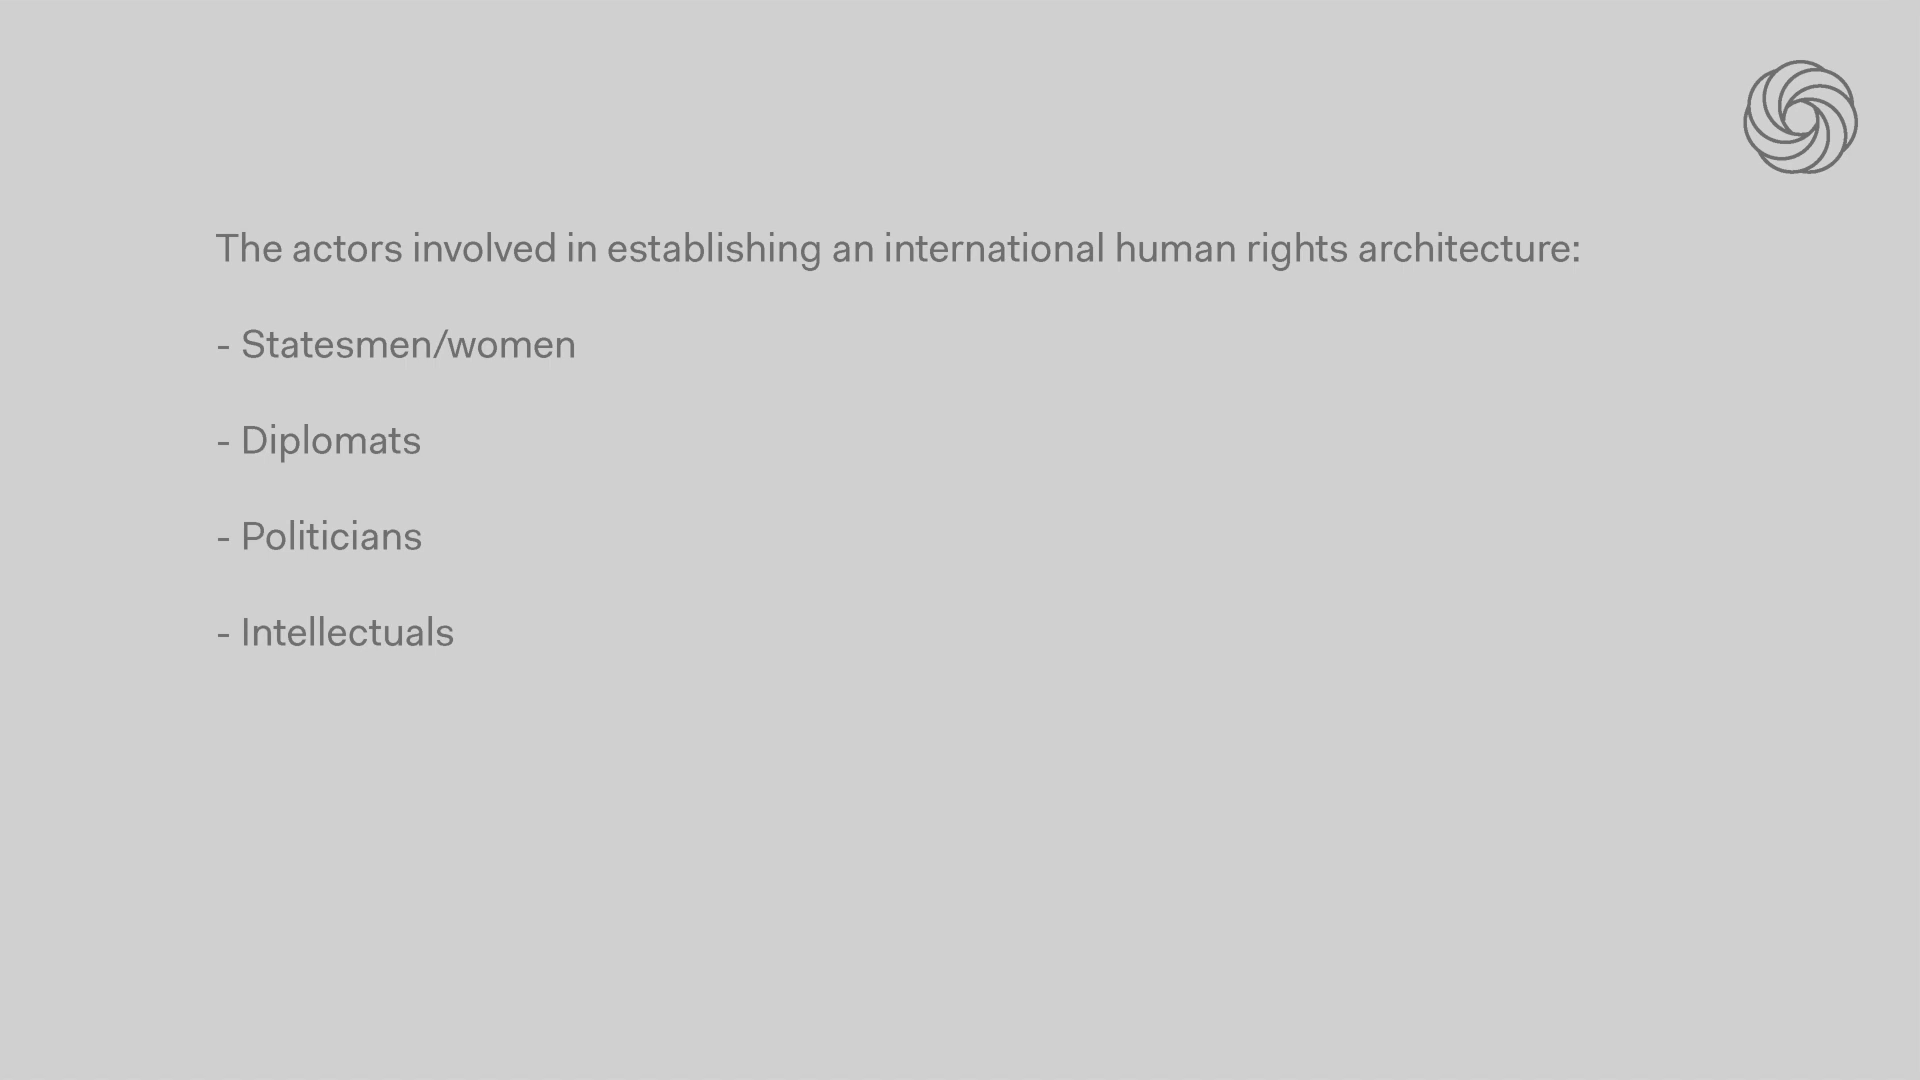 The actors involved in establishing an international human rights architecture:
- Statesmen/women
- Diplomats
- Politicians
- Intellectuals